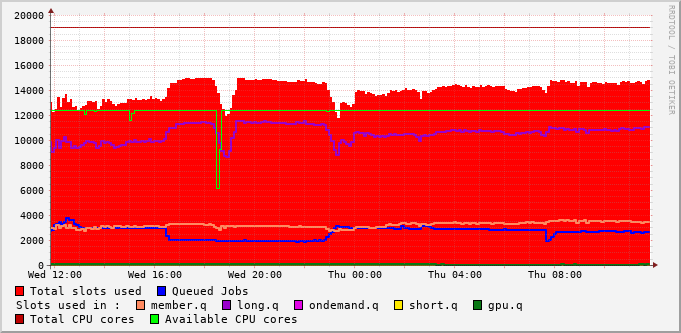 20000
18000
16000
14000
12000
10000
8000
6000
4000
2000
0
Wed 12:00 Wed 16:00 Wed 20:00 Thu 00:00 Thu 04:00 Thu 08:00
Total slots used Queued Jobs
Slots used in : member.q long.q ondemand.q short.q gpu.q
Total CPU cores Available CPU cores
RRDTOOL / TOBI OETIKER